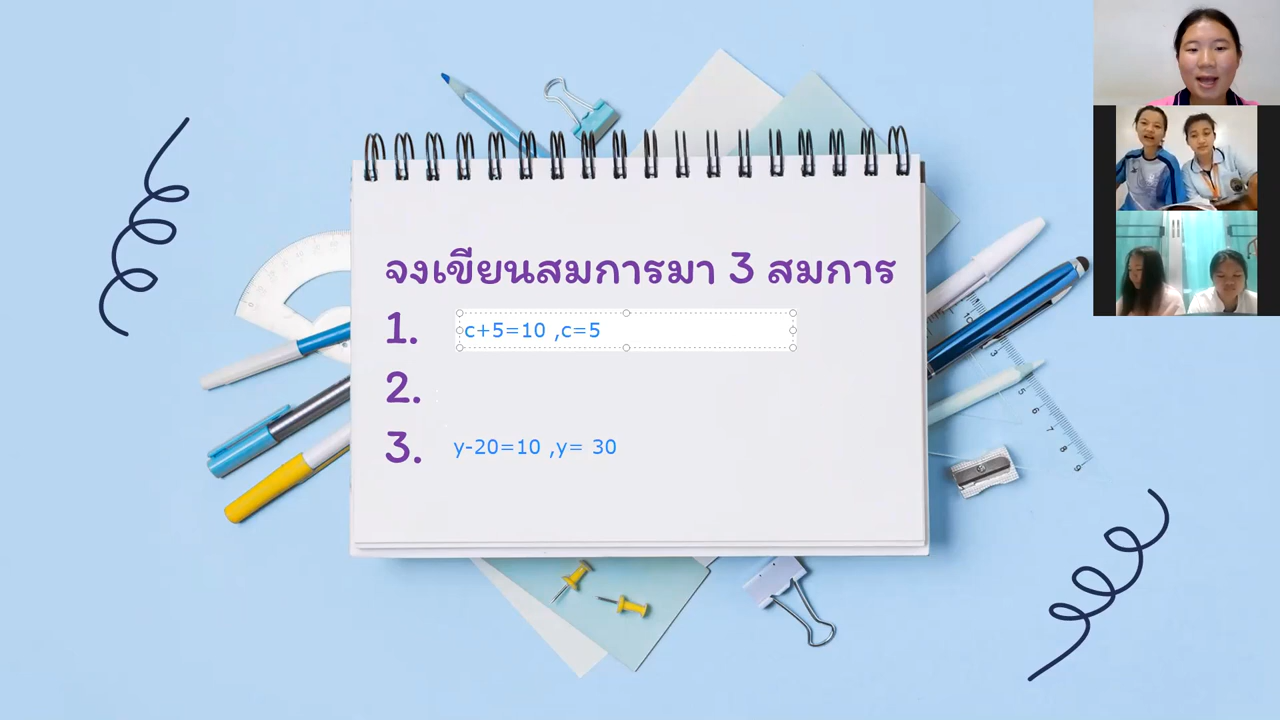 จงเขียนสมการมา 3 สมการ
1. c+5=10 ,c=5
2.
3. y-20=10 ,y= 30